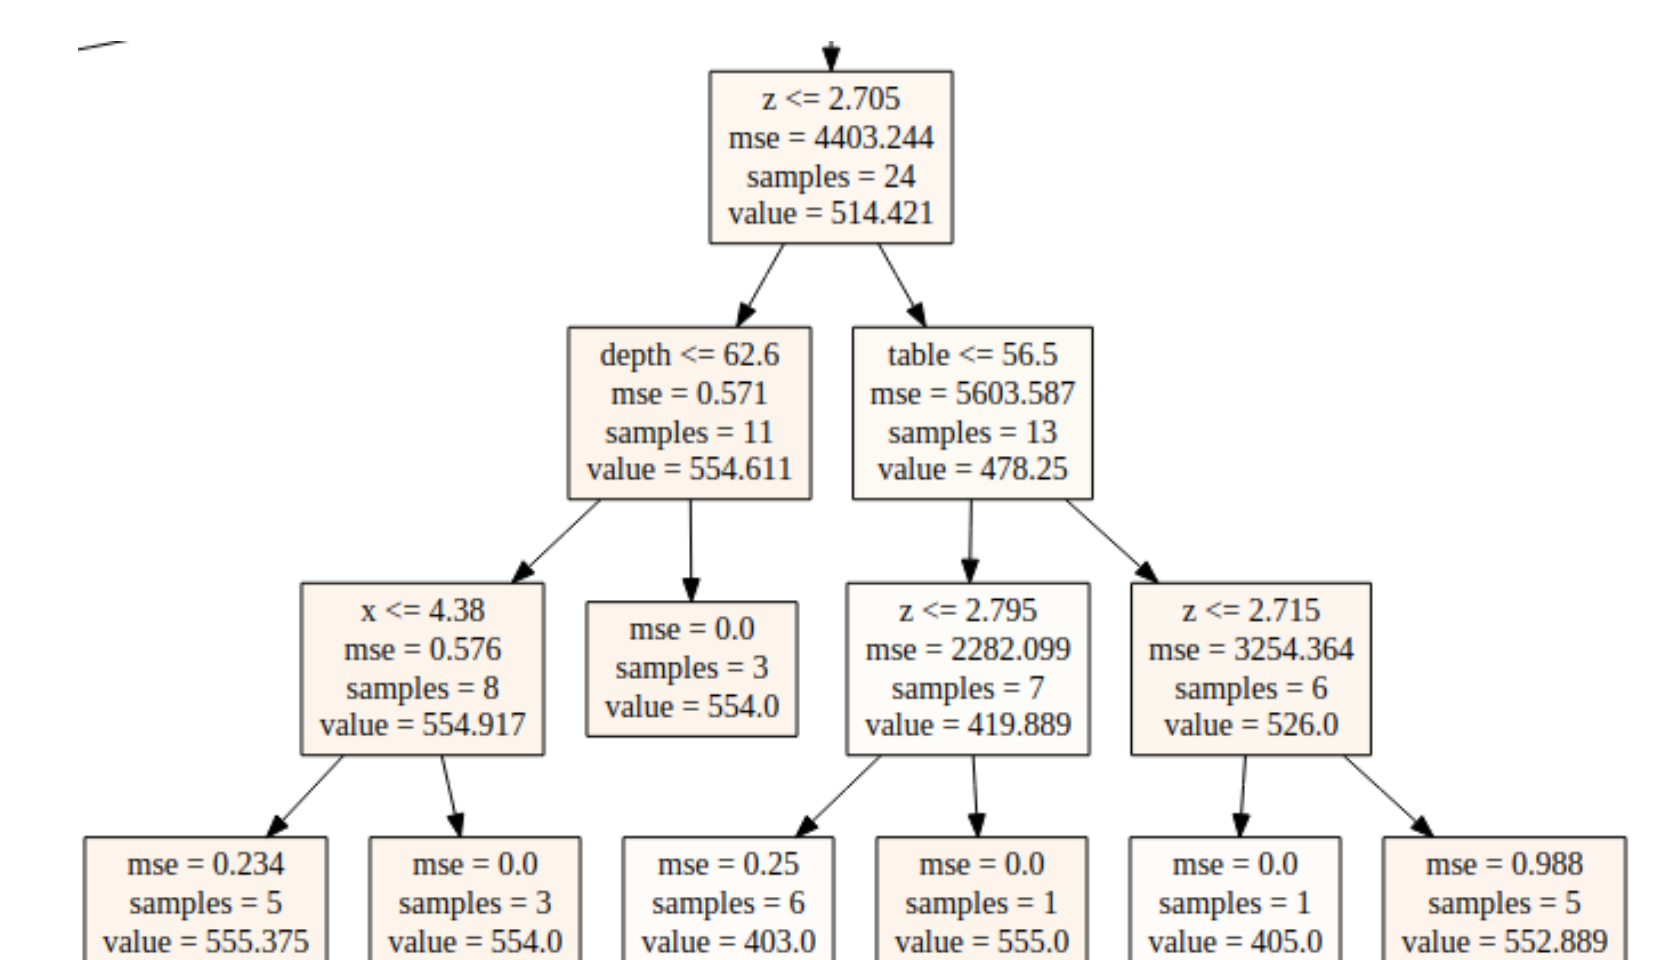 z <= 2.705
mse = 4403.244
samples = 24
value = 514.421
depth <= 62.6
mse = 0.571
samples = 11
value = 554.611
table <= 56.5
mse = 5603.587
samples = 13
value = 478.25
x <= 4.38
mse = 0.576
samples = 8
value = 554.917
mse = 0.0
samples = 3
value = 554.0
z <= 2.795
mse = 2282.099
samples = 7
value = 419.889
z <= 2.715
mse = 3254.364
samples = 6
value = 526.0
mse = 0.234
samples = 5
value = 555.375
mse = 0.0
samples = 3
value = 554.0
mse = 0.25
samples = 6
value = 403.0
mse = 0.0
samples = 1
value = 555.0
mse = 0.0
samples = 1
value = 405.0
mse = 0.988
samples = 5
value = 552.889